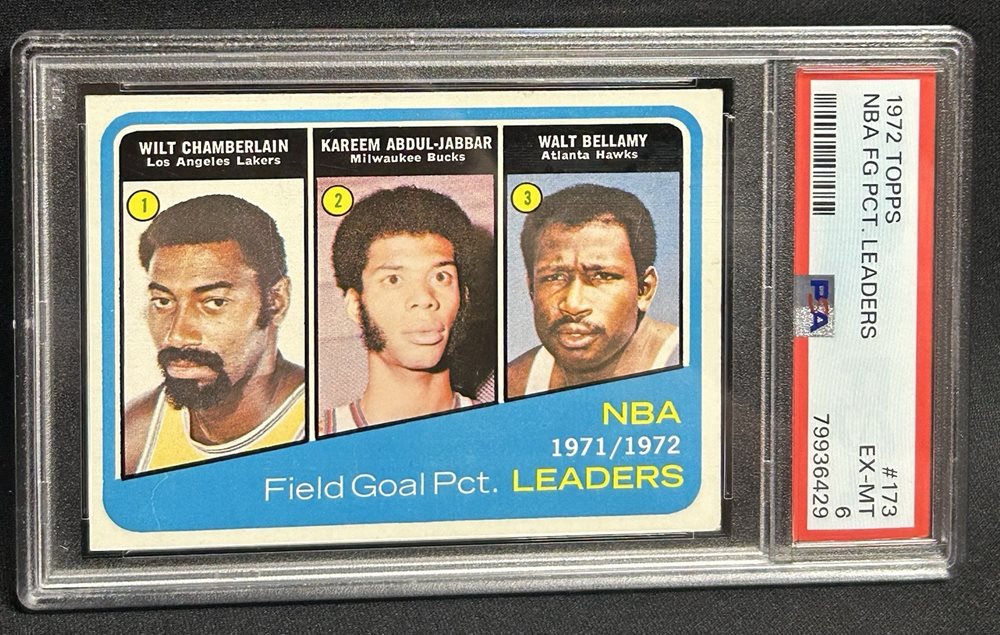 WILT CHAMBERLAIN
Los Angeles Lakers
KAREEM ABDUL-JABBAR
Milwaukee Bucks
WALT BELLAMY
Atlanta Hawks
1
2
3
NBA
1971/1972
Field Goal Pct. LEADERS
1972 TOPPS #173
NBA FG PCT. LEADERS EX-MT
6
PSA 79936429